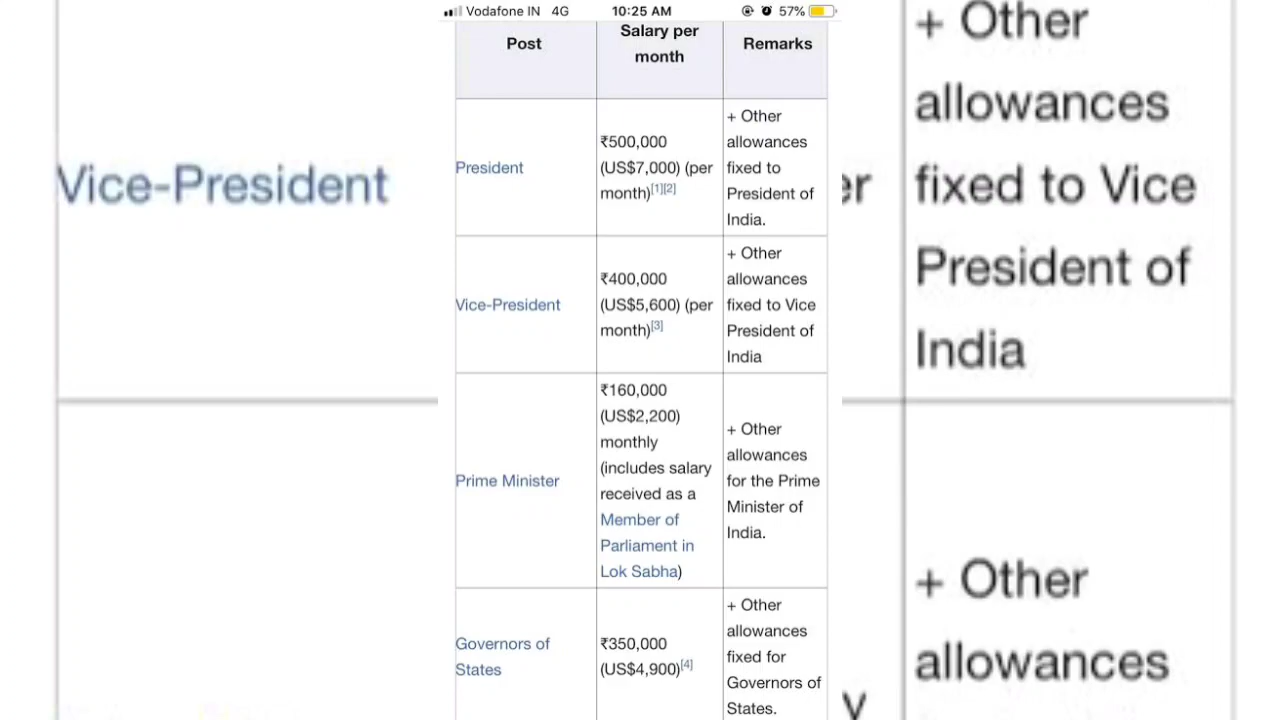 Vodafone IN 4G 10:25 AM 57%
Post
Salary per
month
Remarks
President
₹500,000
(US$7,000) (per
month)[1][2]
+ Other
allowances
fixed to
President of
India.
Vice-President
₹400,000
(US$5,600) (per
month)[3]
+ Other
allowances
fixed to Vice
President of
India
Prime Minister
₹160,000
(US$2,200)
monthly
(includes salary
received as a
Member of
Parliament in
Lok Sabha)
+ Other
allowances
for the Prime
Minister of
India.
Governors of
States
₹350,000
(US$4,900)[4]
+ Other
allowances
fixed for
Governors of
States.
Vice-President
er
+ Other
allowances
fixed to Vice
President of
India
+ Other
allowances
y